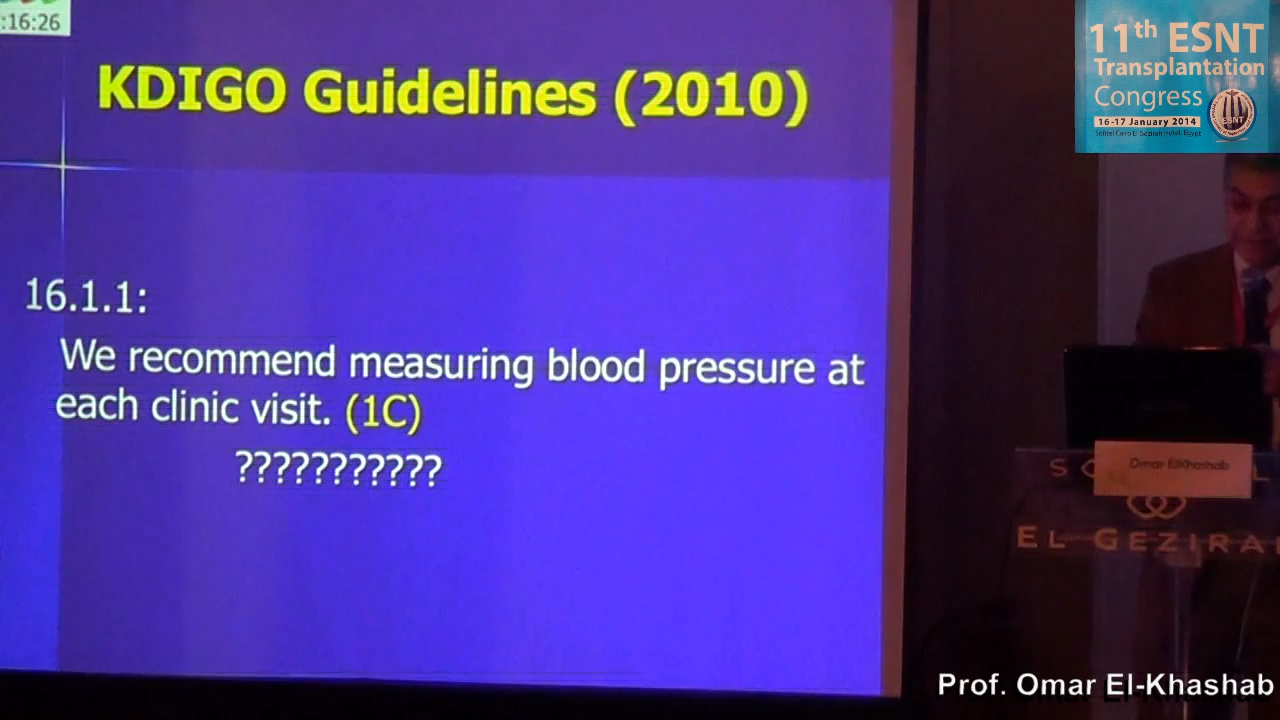 :16:26
KDIGO Guidelines (2010)
16.1.1:
We recommend measuring blood pressure at
each clinic visit. (1C)
???????????
11th ESNT
Transplantation
Congress
16-17 January 2014
Sofitel Cairo El Gezirah Hotel, Egypt
ESNT
Omar ElKhashab
EL GEZIRA
Prof. Omar El-Khashab